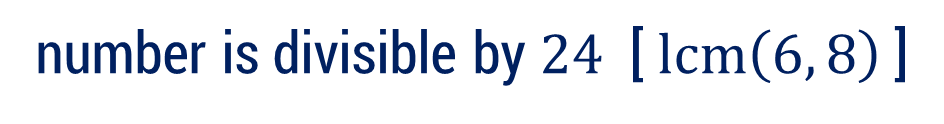 number is divisible by 24 [ lcm(6, 8) ]